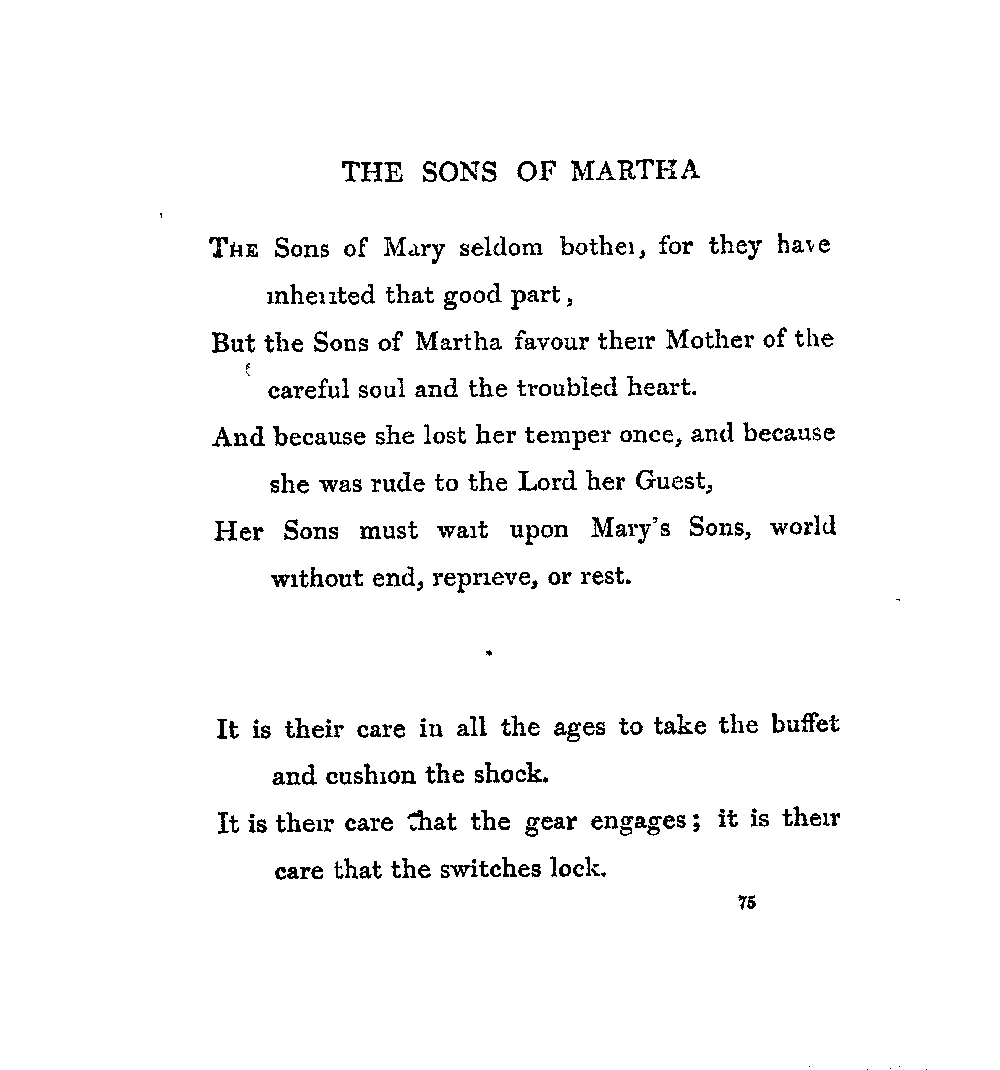 THE SONS OF MARTHA
THE Sons of Mary seldom bother, for they have
inherited that good part,
But the Sons of Martha favour their Mother of the
careful soul and the troubled heart.
And because she lost her temper once, and because
she was rude to the Lord her Guest,
Her Sons must wait upon Mary's Sons, world
without end, reprieve, or rest.
It is their care in all the ages to take the buffet
and cushion the shock.
It is their care that the gear engages; it is their
care that the switches lock.
75